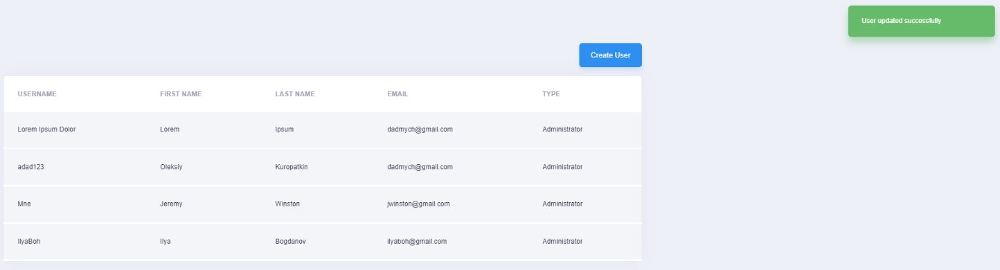 User updated successfully
Create User
USERNAME FIRST NAME LAST NAME EMAIL TYPE
Lorem Ipsum Dolor Lorem Ipsum dadmych@gmail.com Administrator
adad123 Oleksiy Kuropatkin dadmych@gmail.com Administrator
Mne Jeremy Winston jwinston@gmail.com Administrator
IlyaBoh Ilya Bogdanov ilyaboh@gmail.com Administrator